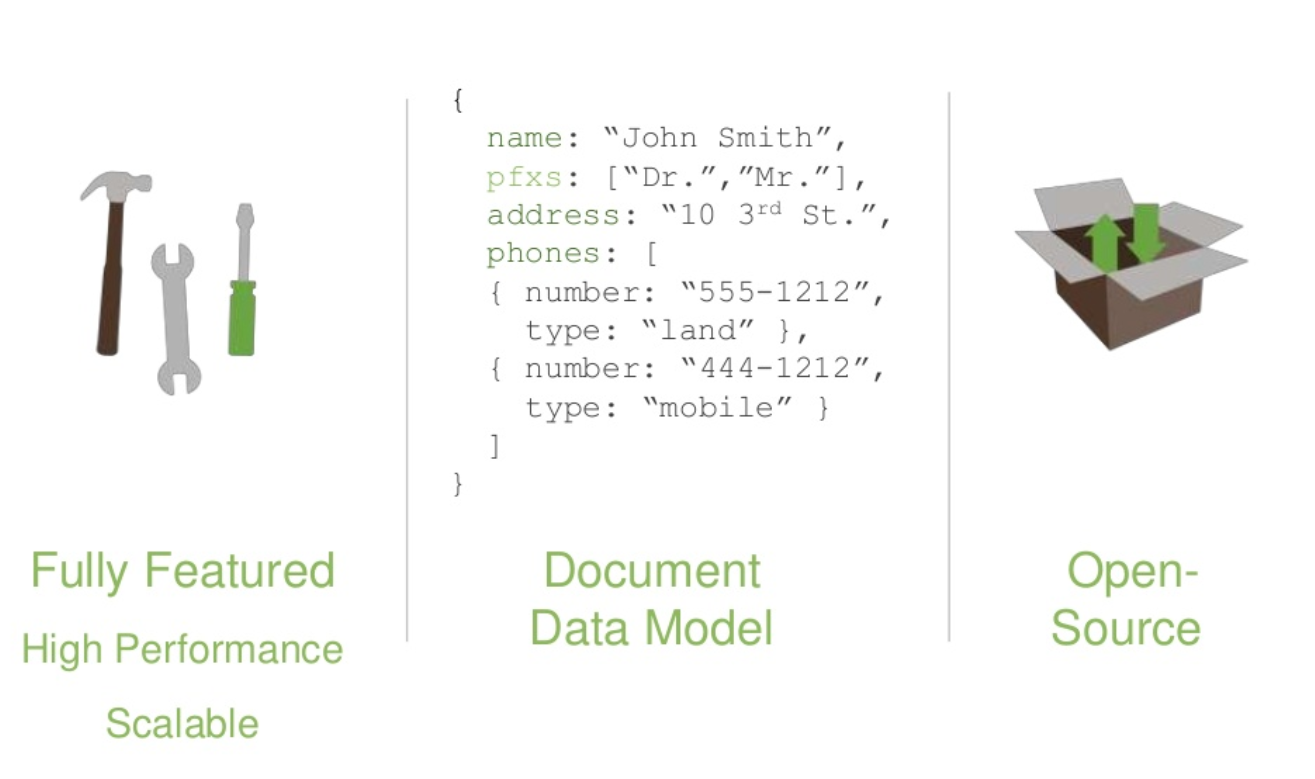 {
name: “John Smith”,
pfxs: [“Dr.”,”Mr.”],
address: “10 3rd St.”,
phones: [
{ number: “555-1212”,
type: “land” },
{ number: “444-1212”,
type: “mobile” }
]
}
Fully Featured
High Performance
Scalable
Document
Data Model
Open-
Source